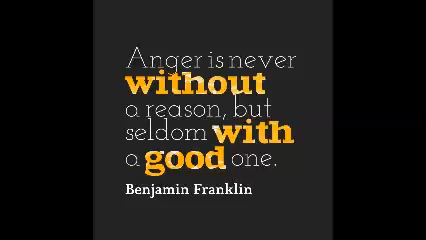 Anger is never
without
a reason, but
seldom with
a good one.
Benjamin Franklin